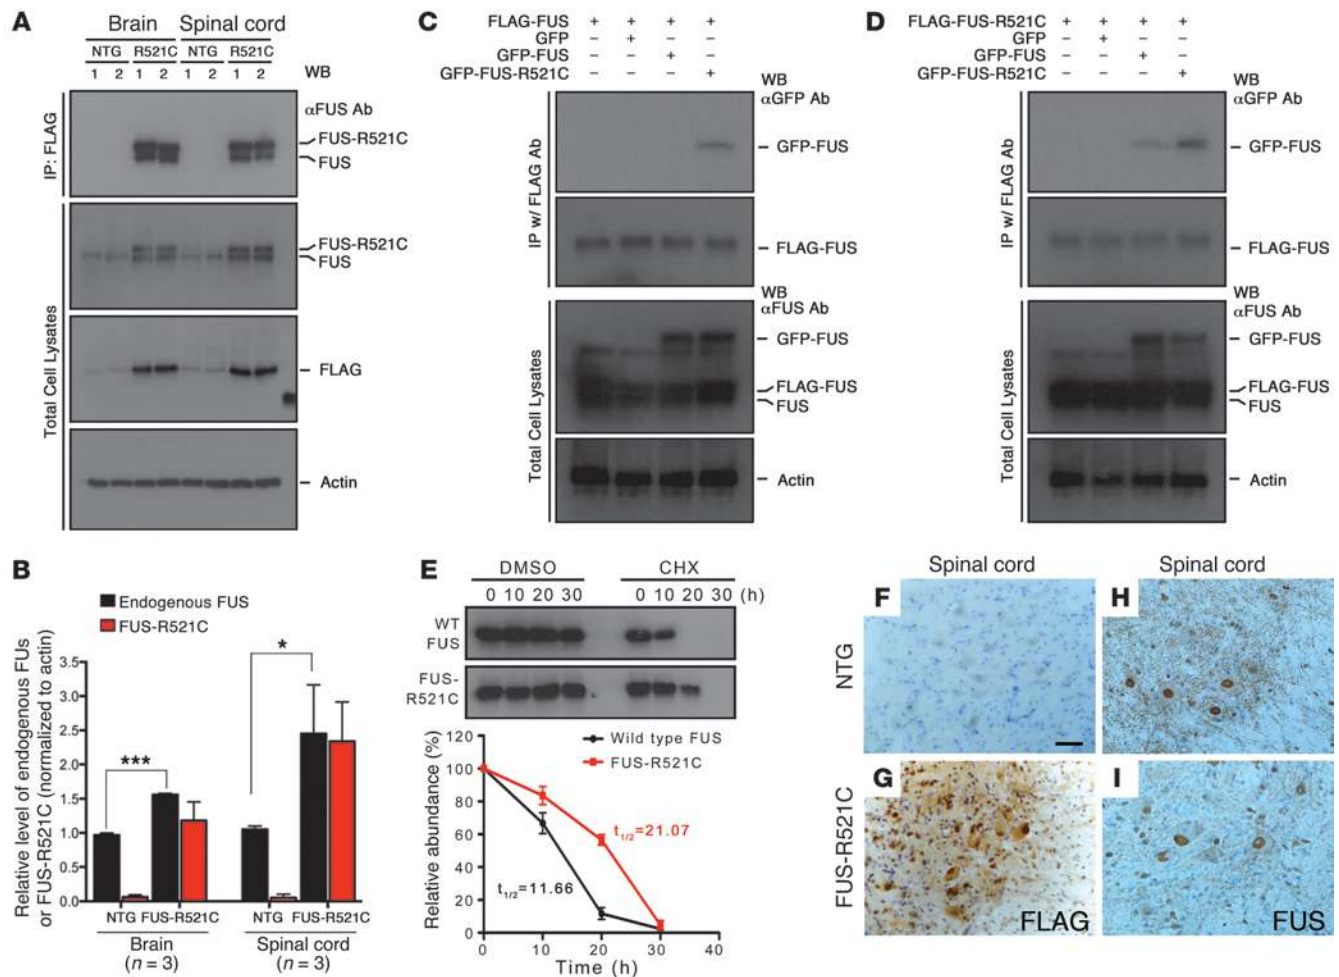 A
Brain Spinal cord
NTG R521C NTG R521C
1 2 1 2 1 2 1 2 WB
IP: FLAG
αFUS Ab
FUS-R521C
FUS
Total Cell Lysates
FUS-R521C
FUS
FLAG
Actin
C
FLAG-FUS + + + +
GFP – + – –
GFP-FUS – – + –
GFP-FUS-R521C – – – +
WB
αGFP Ab
IP w/ FLAG Ab
GFP-FUS
FLAG-FUS
WB
αFUS Ab
Total Cell Lysates
GFP-FUS
FLAG-FUS
FUS
Actin
D
FLAG-FUS-R521C + + + +
GFP – + – –
GFP-FUS – – + –
GFP-FUS-R521C – – – +
WB
αGFP Ab
IP w/ FLAG Ab
GFP-FUS
FLAG-FUS
WB
αFUS Ab
Total Cell Lysates
GFP-FUS
FLAG-FUS
FUS
Actin
B
Endogenous FUS
FUS-R521C
Relative level of endogenous FUs
or FUS-R521C (normalized to actin)
3.5
3.0
2.5
2.0
1.5
1.0
0.5
0.0
***
*
NTG FUS-R521C NTG FUS-R521C
Brain Spinal cord
(n = 3) (n = 3)
E
DMSO CHX
0 10 20 30 0 10 20 30 (h)
WT
FUS
FUS-
R521C
Relative abundance (%)
120
100
80
60
40
20
0
Wild type FUS
FUS-R521C
t1/2=21.07
t1/2=11.66
0 10 20 30 40
Time (h)
Spinal cord Spinal cord
F
H
NTG
G
I
FUS-R521C
FLAG
FUS